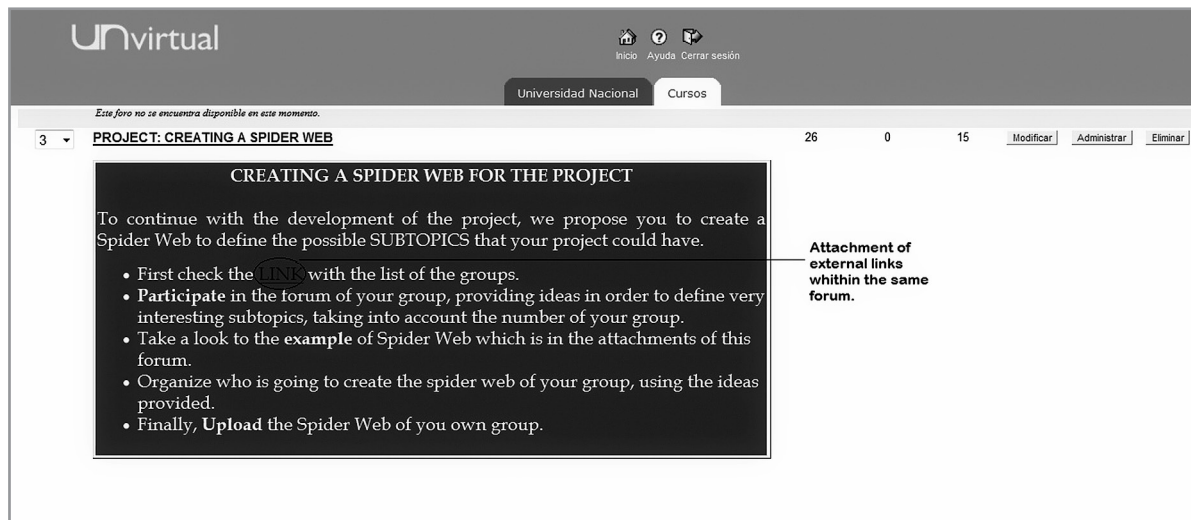 UNvirtual
Inicio Ayuda Cerrar sesión
Universidad Nacional Cursos
Este foro no se encuentra disponible en este momento.
3 PROJECT: CREATING A SPIDER WEB 26 0 15 Modificar Administrar Eliminar
CREATING A SPIDER WEB FOR THE PROJECT
To continue with the development of the project, we propose you to create a
Spider Web to define the possible SUBTOPICS that your project could have.
• First check the LINK with the list of the groups.
• Participate in the forum of your group, providing ideas in order to define very
interesting subtopics, taking into account the number of your group.
• Take a look to the example of Spider Web which is in the attachments of this
forum.
• Organize who is going to create the spider web of your group, using the ideas
provided.
• Finally, Upload the Spider Web of you own group.
Attachment of
external links
whithin the same
forum.